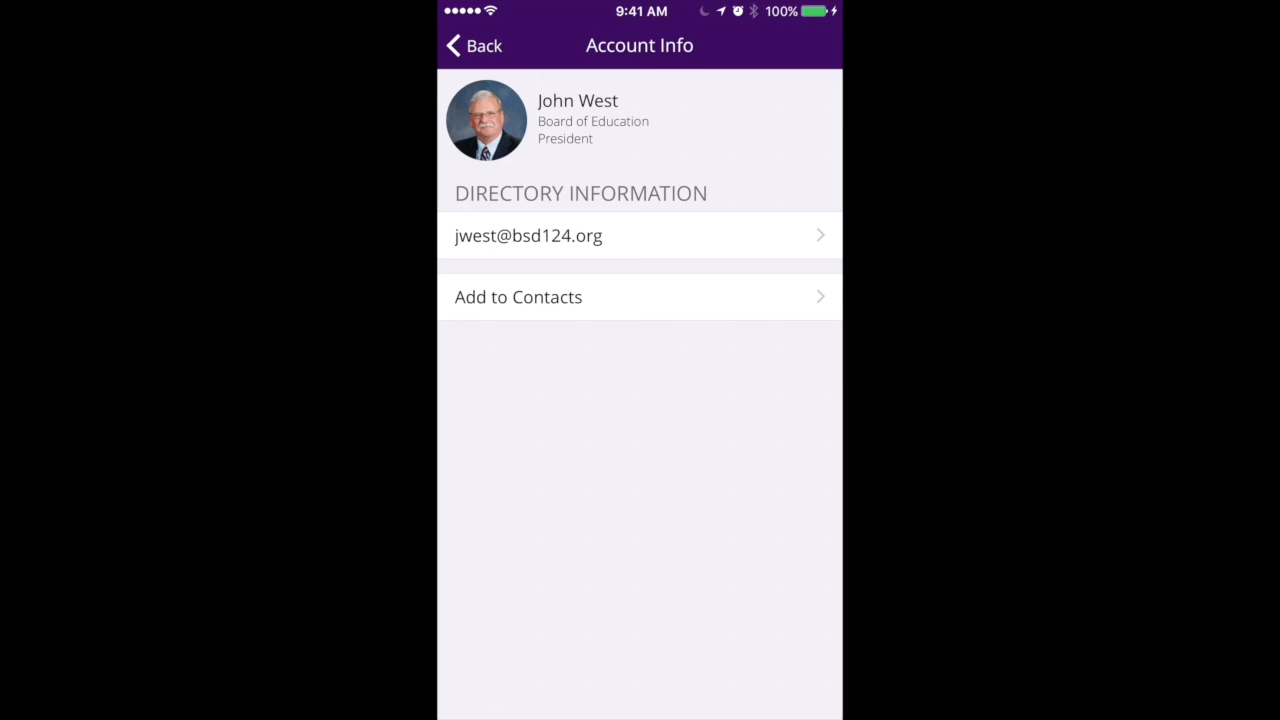 9:41 AM
100%
Back
Account Info
John West
Board of Education
President
DIRECTORY INFORMATION
jwest@bsd124.org
Add to Contacts